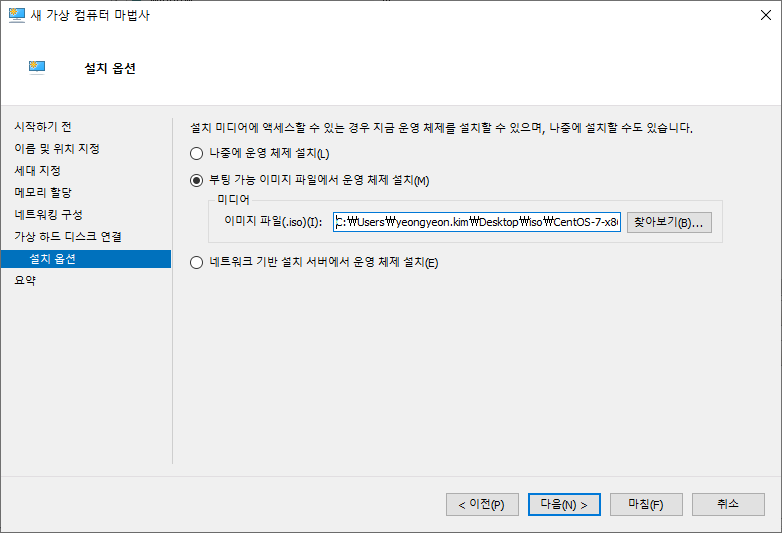 새 가상 컴퓨터 마법사
설치 옵션
시작하기 전
이름 및 위치 지정
세대 지정
메모리 할당
네트워킹 구성
가상 하드 디스크 연결
설치 옵션
요약
설치 미디어에 액세스할 수 있는 경우 지금 운영 체제를 설치할 수 있으며, 나중에 설치할 수도 있습니다.
나중에 운영 체제 설치(L)
부팅 가능 이미지 파일에서 운영 체제 설치(M)
미디어
이미지 파일(.iso)(I): C:₩Users₩yeongyeon.kim₩Desktop₩iso₩CentOS-7-x8 찾아보기(B)...
네트워크 기반 설치 서버에서 운영 체제 설치(E)
< 이전(P) 다음(N) > 마침(F) 취소